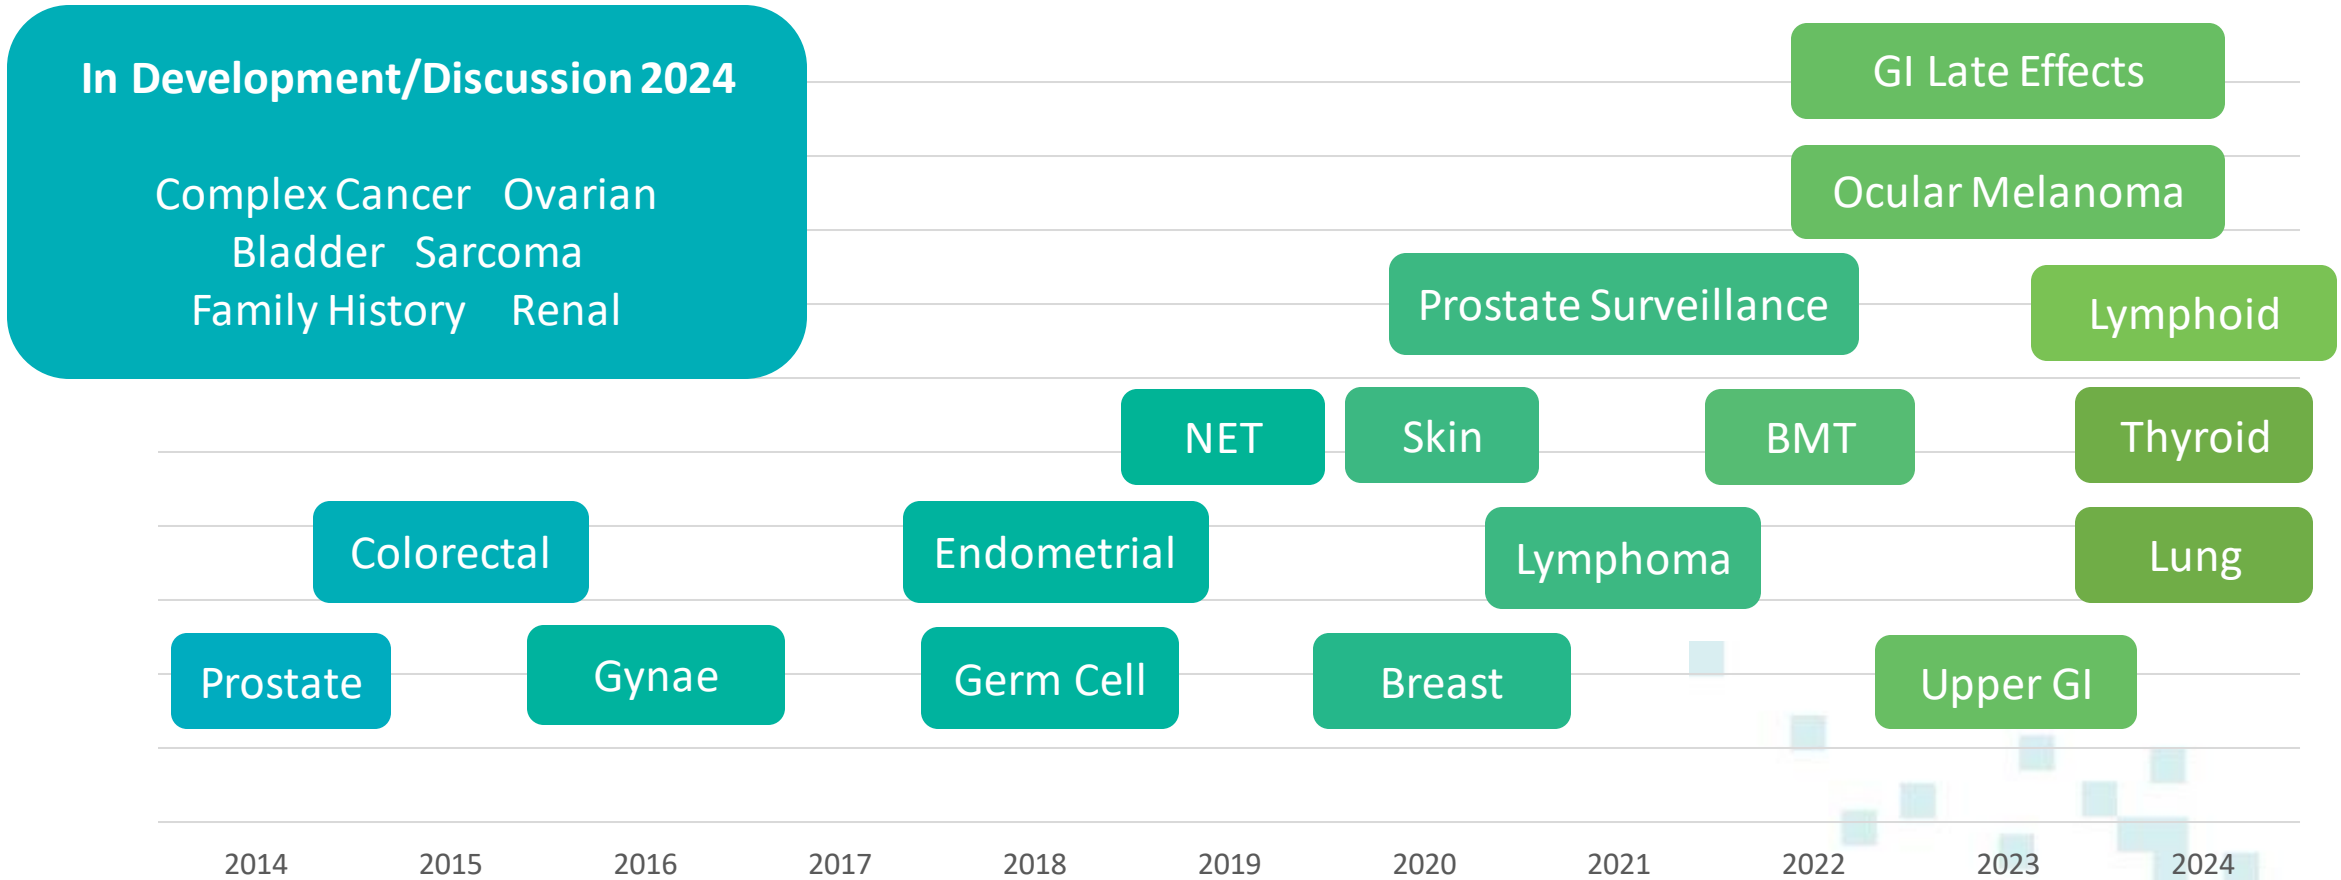 In Development/Discussion 2024
Complex Cancer Ovarian
Bladder Sarcoma
Family History Renal
GI Late Effects
Ocular Melanoma
Prostate Surveillance
Lymphoid
NET
Skin
BMT
Thyroid
Colorectal
Endometrial
Lymphoma
Lung
Prostate
Gynae
Germ Cell
Breast
Upper GI
2014 2015 2016 2017 2018 2019 2020 2021 2022 2023 2024